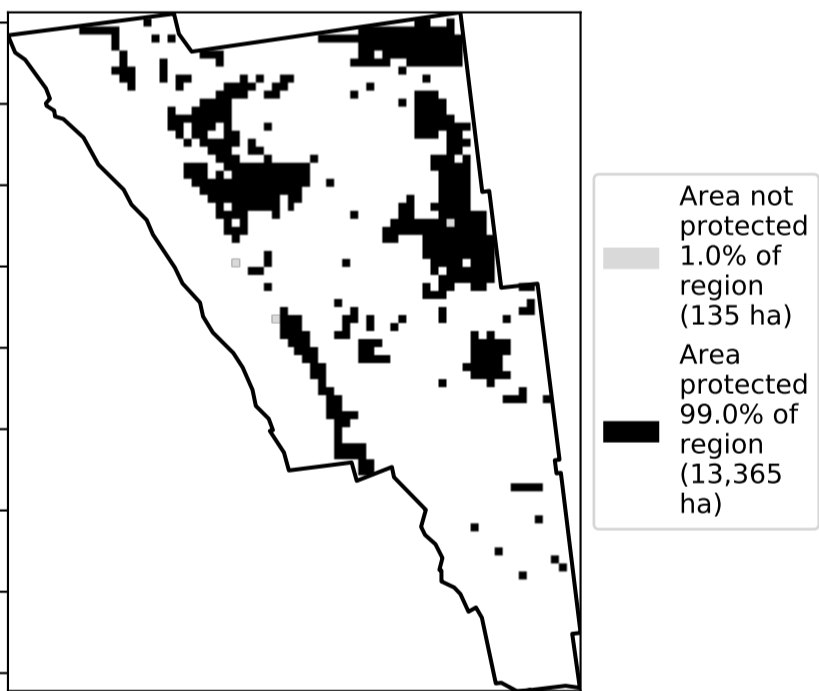 Area not
protected
1.0% of
region
(135 ha)
Area
protected
99.0% of
region
(13,365
ha)